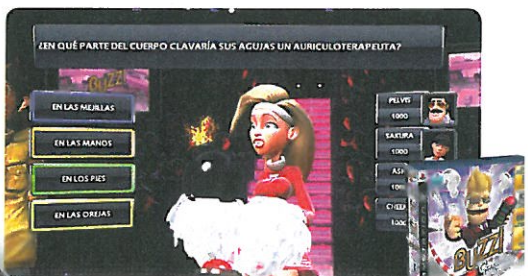 ¿EN QUÉ PARTE DEL CUERPO CLAVARÍA SUS AGUJAS UN AURICULOTERAPEUTA?
BUZZ!
EN LAS MEJILLAS
EN LAS MANOS
EN LOS PIES
EN LAS OREJAS
PELVIS
1000
SAKURA
1000
BUZZ!